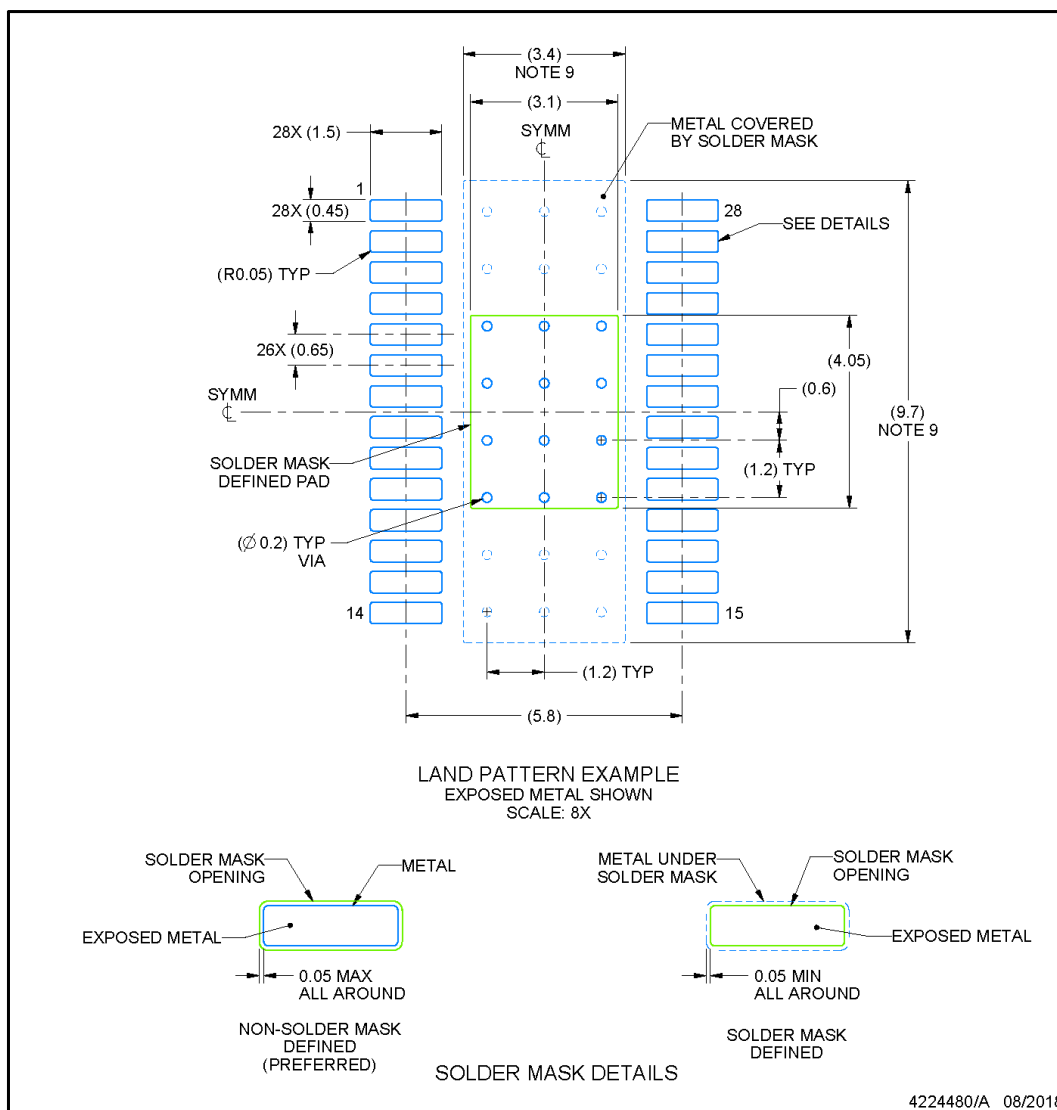 (3.4)
NOTE 9
(3.1)
SYMM
℄
METAL COVERED
BY SOLDER MASK
28X (1.5)
1
28X (0.45)
28
SEE DETAILS
(R0.05) TYP
26X (0.65)
(4.05)
(0.6)
SYMM
℄
(9.7)
NOTE 9
SOLDER MASK
DEFINED PAD
(1.2) TYP
(Ø 0.2) TYP
VIA
14
15
(1.2) TYP
(5.8)
LAND PATTERN EXAMPLE
EXPOSED METAL SHOWN
SCALE: 8X
SOLDER MASK
OPENING
METAL
EXPOSED METAL
0.05 MAX
ALL AROUND
NON-SOLDER MASK
DEFINED
(PREFERRED)
METAL UNDER
SOLDER MASK
SOLDER MASK
OPENING
EXPOSED METAL
0.05 MIN
ALL AROUND
SOLDER MASK
DEFINED
SOLDER MASK DETAILS
4224480/A 08/2018